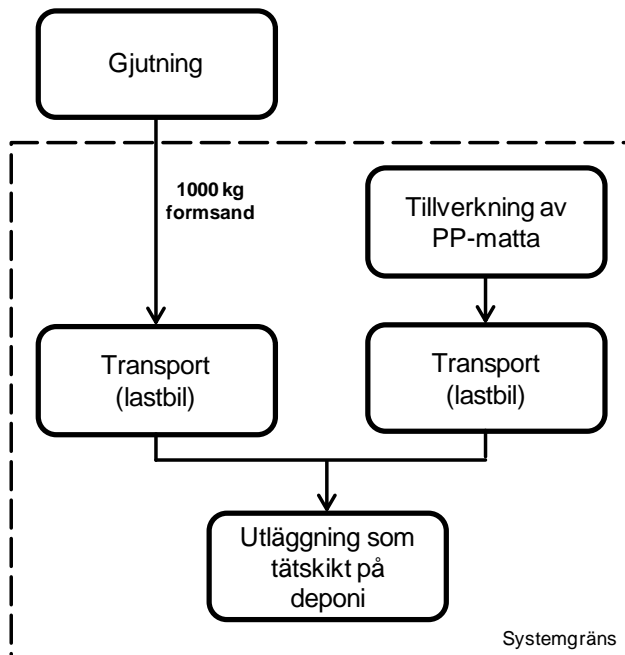 Gjutning
1000 kg
formsand
Tillverkning av
PP-matta
Transport
(lastbil)
Transport
(lastbil)
Utläggning som
tätskikt på
deponi
Systemgräns